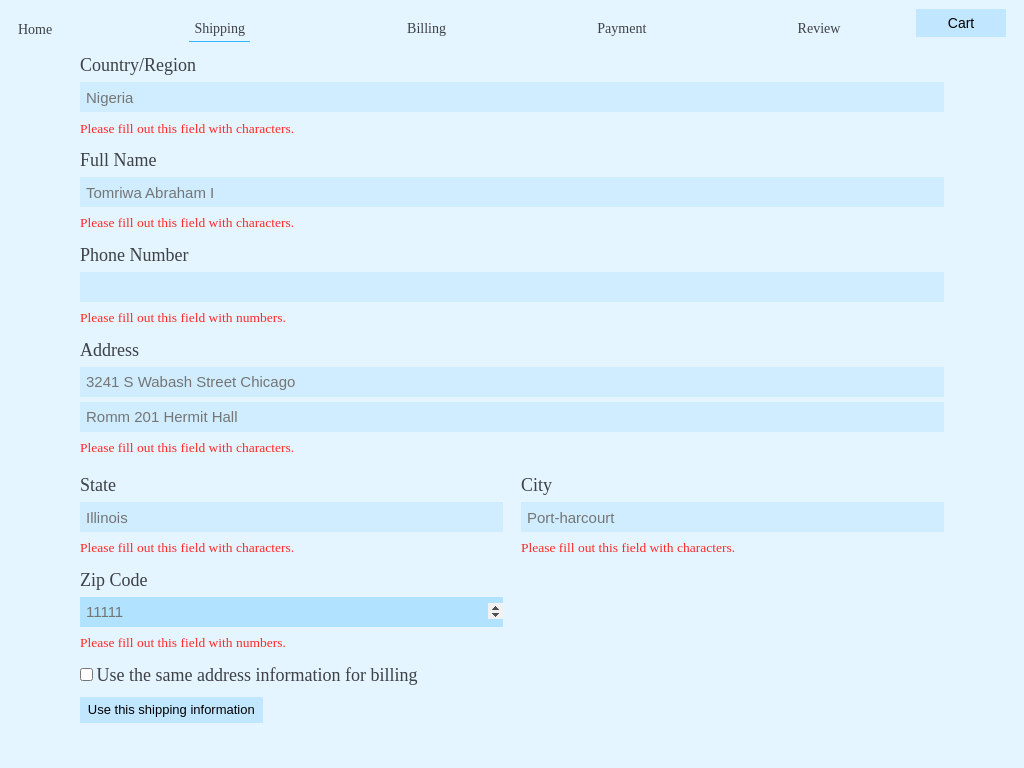 Home Shipping Billing Payment Review Cart
Country/Region
Nigeria
Please fill out this field with characters.
Full Name
Tomriwa Abraham I
Please fill out this field with characters.
Phone Number
Please fill out this field with numbers.
Address
3241 S Wabash Street Chicago
Romm 201 Hermit Hall
Please fill out this field with characters.
State City
Illinois Port-harcourt
Please fill out this field with characters. Please fill out this field with characters.
Zip Code
11111
Please fill out this field with numbers.
Use the same address information for billing
Use this shipping information